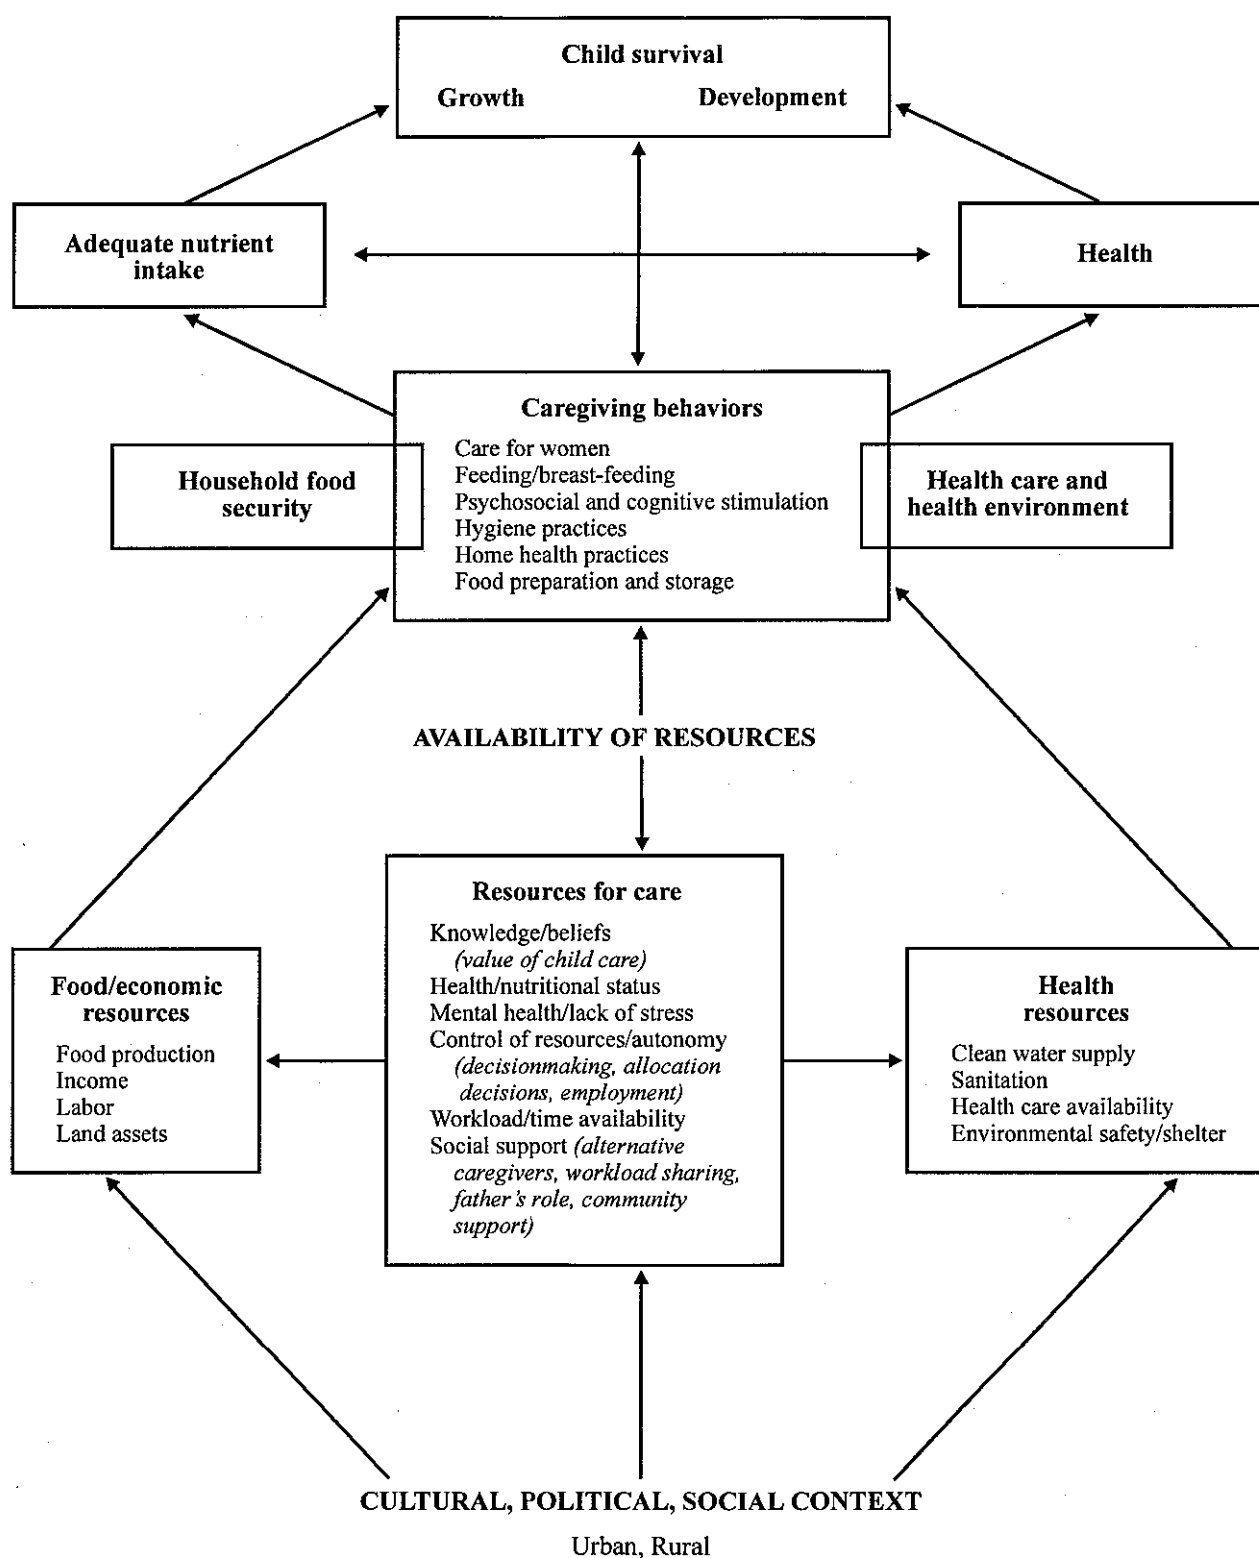 Child survival
Growth
Development
Adequate nutrient
intake
Health
Caregiving behaviors
Care for women
Feeding/breast-feeding
Psychosocial and cognitive stimulation
Hygiene practices
Home health practices
Food preparation and storage
Household food
security
Health care and
health environment
AVAILABILITY OF RESOURCES
Resources for care
Knowledge/beliefs
(value of child care)
Health/nutritional status
Mental health/lack of stress
Control of resources/autonomy
(decisionmaking, allocation
decisions, employment)
Workload/time availability
Social support (alternative
caregivers, workload sharing,
father's role, community
support)
Food/economic
resources
Food production
Income
Labor
Land assets
Health
resources
Clean water supply
Sanitation
Health care availability
Environmental safety/shelter
CULTURAL, POLITICAL, SOCIAL CONTEXT
Urban, Rural